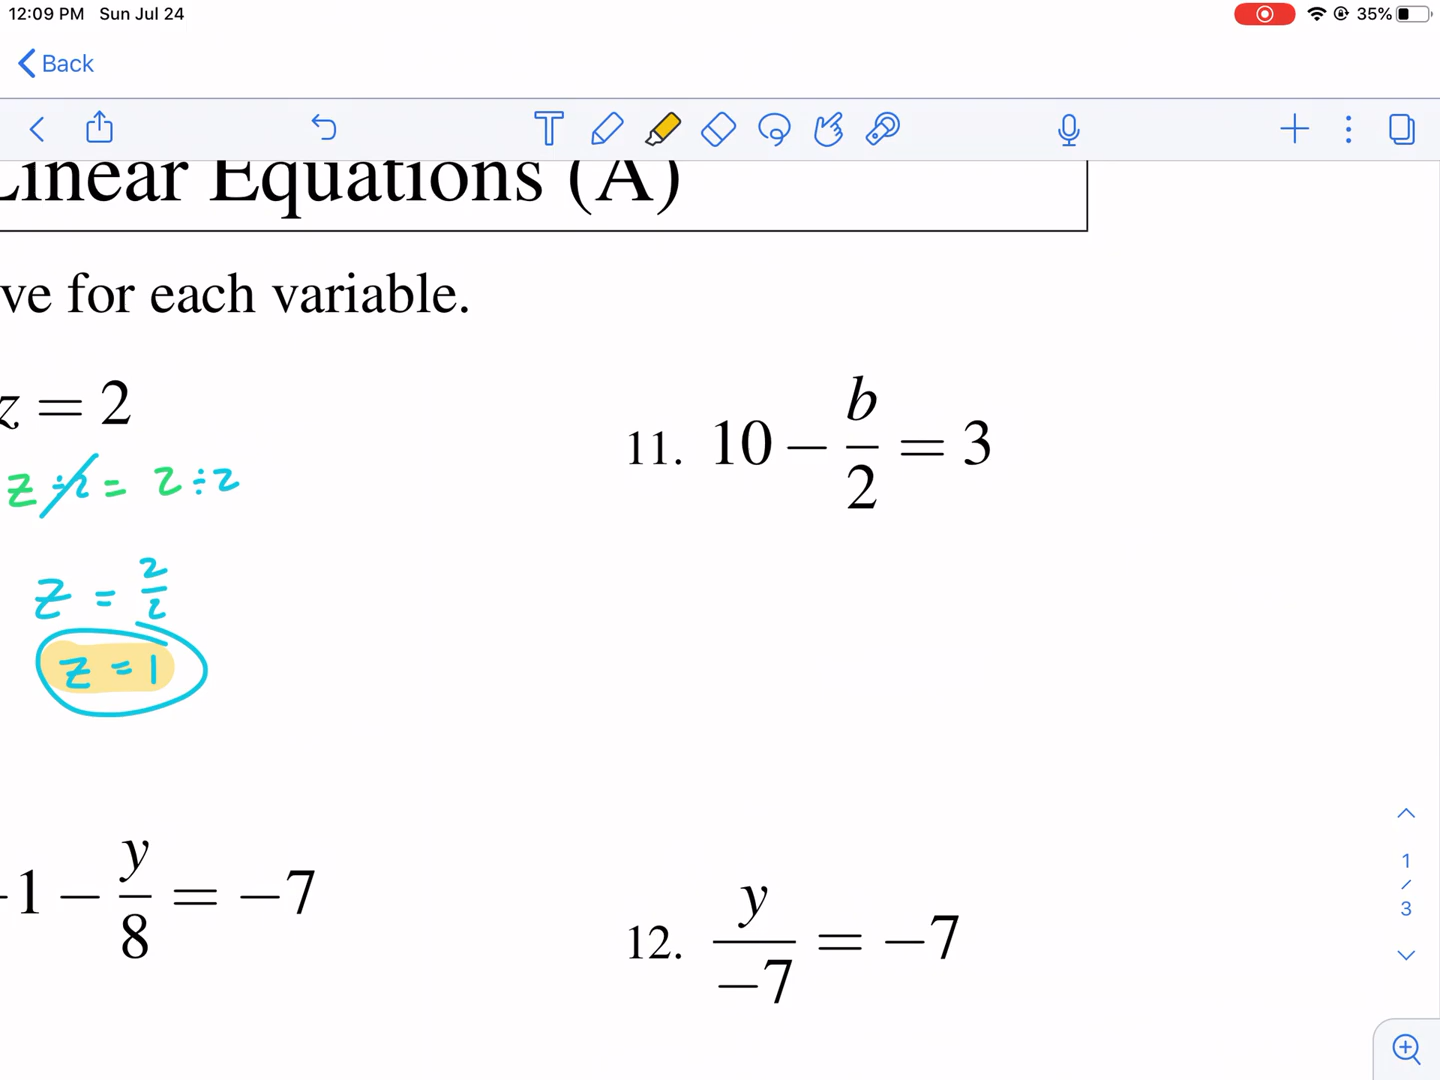 12:09 PM Sun Jul 24
35%
Back
Linear Equations (A)
ve for each variable.
z = 2
z ÷ 2 = 2 ÷ 2
z = 2/2
z = 1
11. 10 − b/2 = 3
1 − y/8 = −7
12. y/−7 = −7
1
/
3